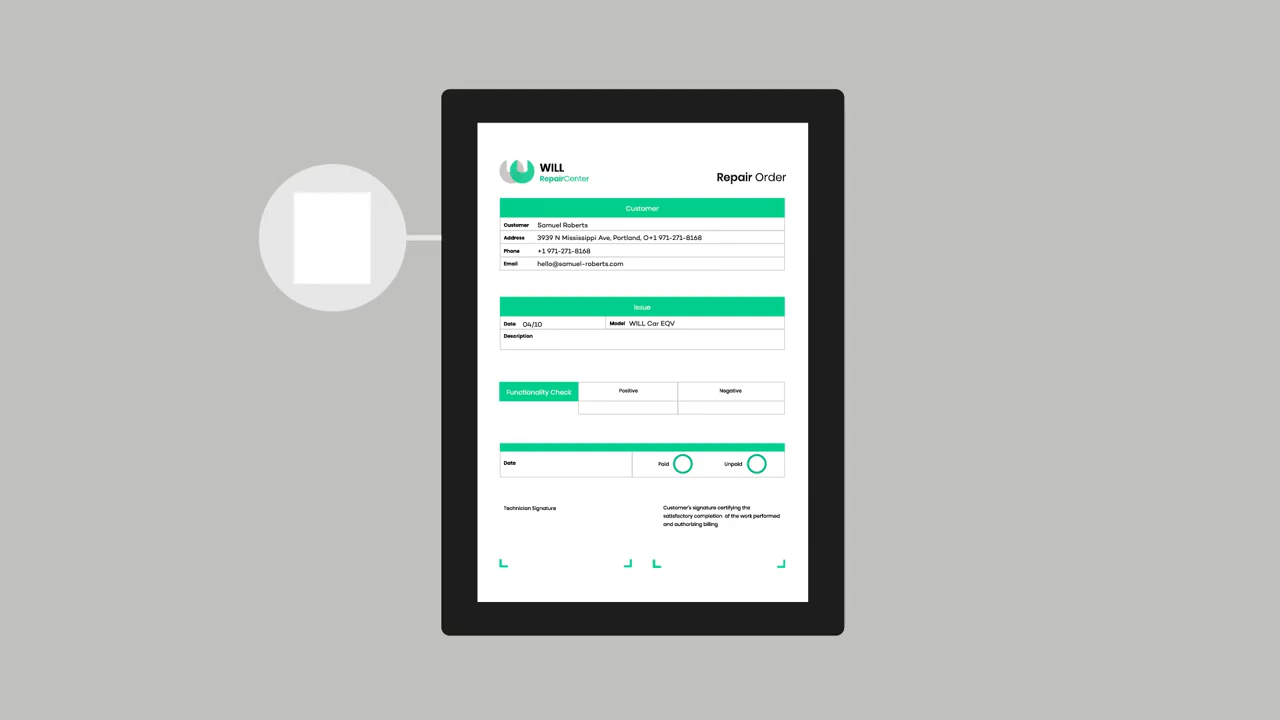 WILL
RepairCenter
Repair Order
Customer
Customer Samuel Roberts
Address 3939 N Mississippi Ave, Portland, O+1 971-271-8168
Phone +1 971-271-8168
Email hello@samuel-roberts.com
Issue
Date 04/10 Model WILL Car EQV
Description
Functionality Check Positive Negative
Date Paid Unpaid
Technician Signature
Customer's signature certifying the
satisfactory completion of the work performed
and authorizing billing